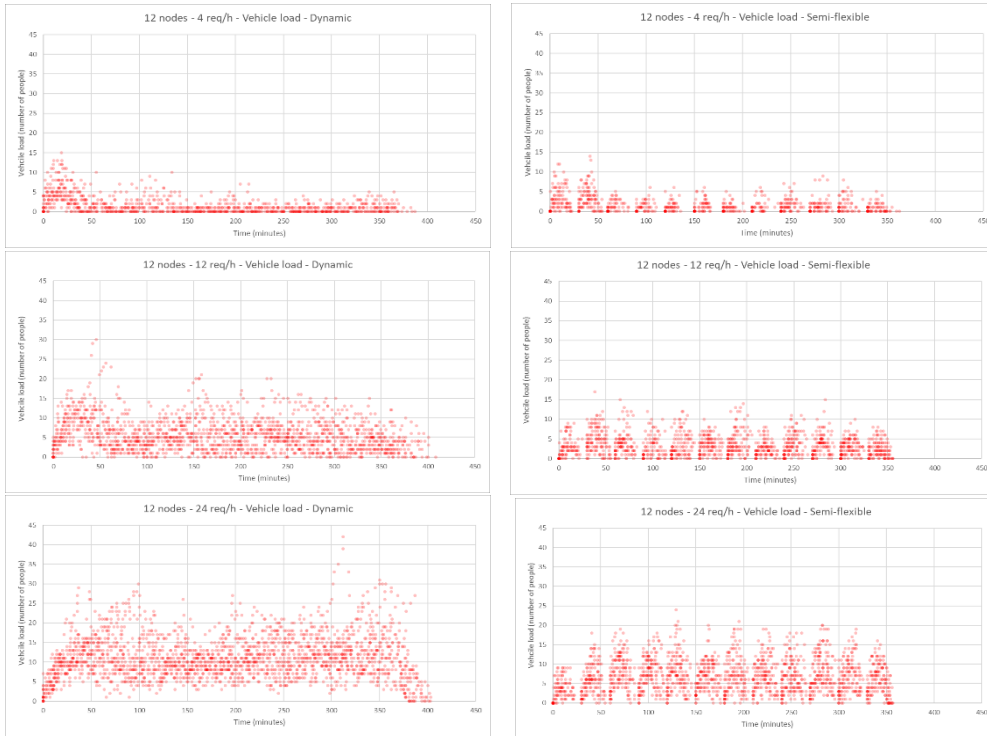 12 nodes - 4 req/h - Vehicle load - Dynamic
Vehcile load (number of people)
45
40
35
30
25
20
15
10
5
0
0 50 100 150 200 250 300 350 400 450
Time (minutes)
12 nodes - 4 req/h - Vehicle load - Semi-flexible
Vehcile load (number of people)
45
40
35
30
25
20
15
10
5
0
0 50 100 150 200 250 300 350 400 450
Time (minutes)
12 nodes - 12 req/h - Vehicle load - Dynamic
Vehcile load (number of people)
45
40
35
30
25
20
15
10
5
0
0 50 100 150 200 250 300 350 400 450
Time (minutes)
12 nodes - 12 req/h - Vehicle load - Semi-flexible
Vehcile load (number of people)
45
40
35
30
25
20
15
10
5
0
0 50 100 150 200 250 300 350 400 450
Time (minutes)
12 nodes - 24 req/h - Vehicle load - Dynamic
Vehcile load (number of people)
45
40
35
30
25
20
15
10
5
0
0 50 100 150 200 250 300 350 400 450
Time (minutes)
12 nodes - 24 req/h - Vehicle load - Semi-flexible
Vehcile load (number of people)
45
40
35
30
25
20
15
10
5
0
0 50 100 150 200 250 300 350 400 450
Time (minutes)